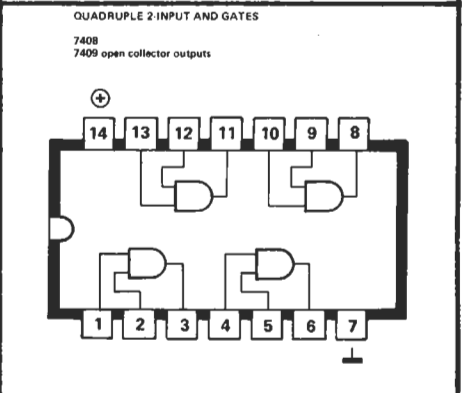 QUADRUPLE 2-INPUT AND GATES
7408
7409 open collector outputs
14 13 12 11 10 9 8
1 2 3 4 5 6 7